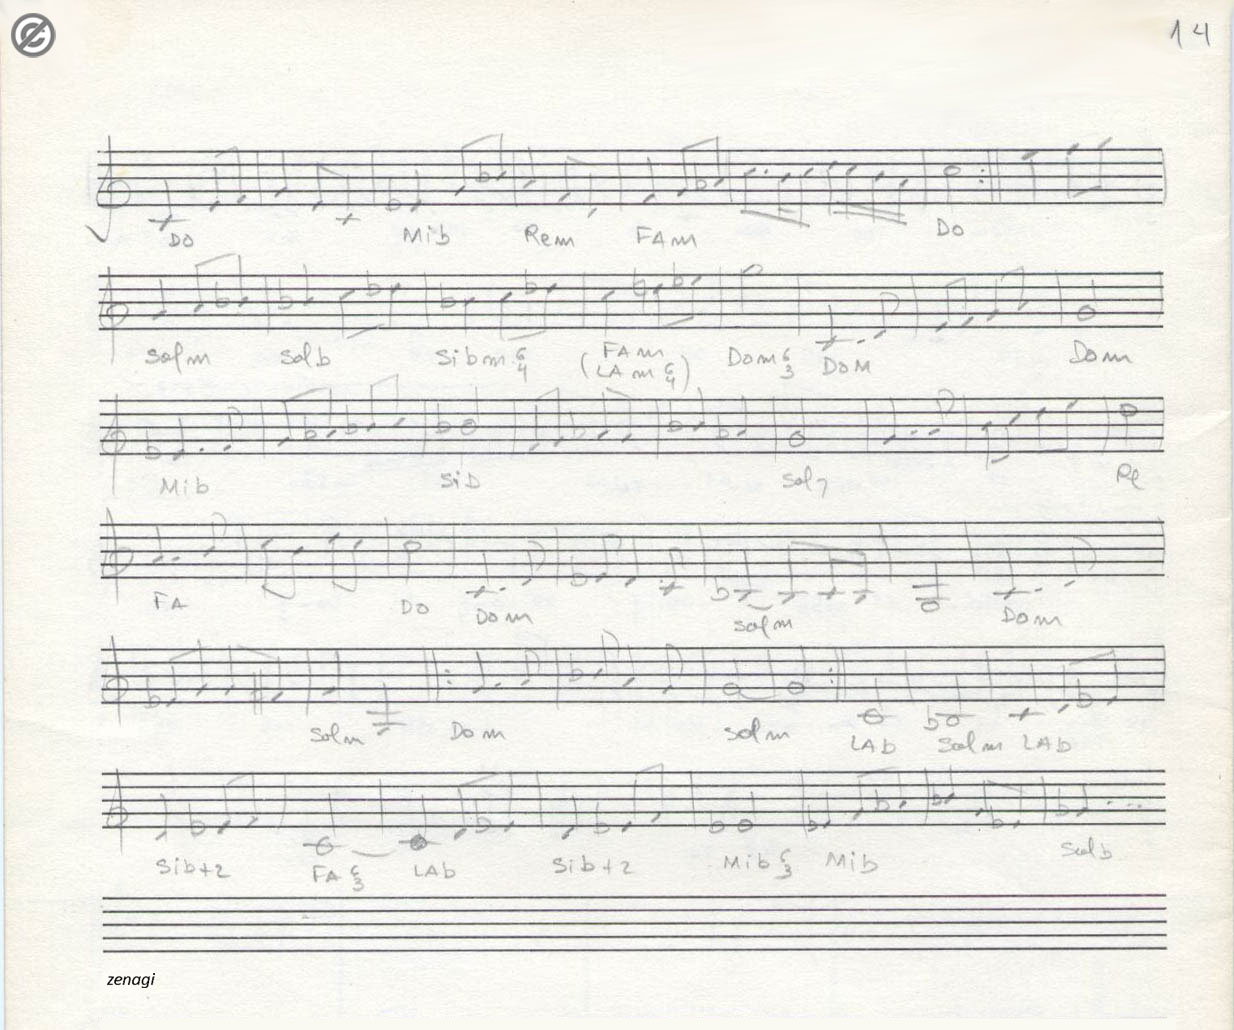 14
Do Mib Rem FAm Do
Solm Solb Sibm 6 4 FAm Dom 6 3 Dom Dom
(LAm 6 4)
Mib Sib Sol7 Re
FA Do Dom Solm Dom
Solm Dom Solm LAb Solm LAb
Sib+2 FA 6 3 LAb Sib+2 Mib 6 3 Mib Solb
zenagi